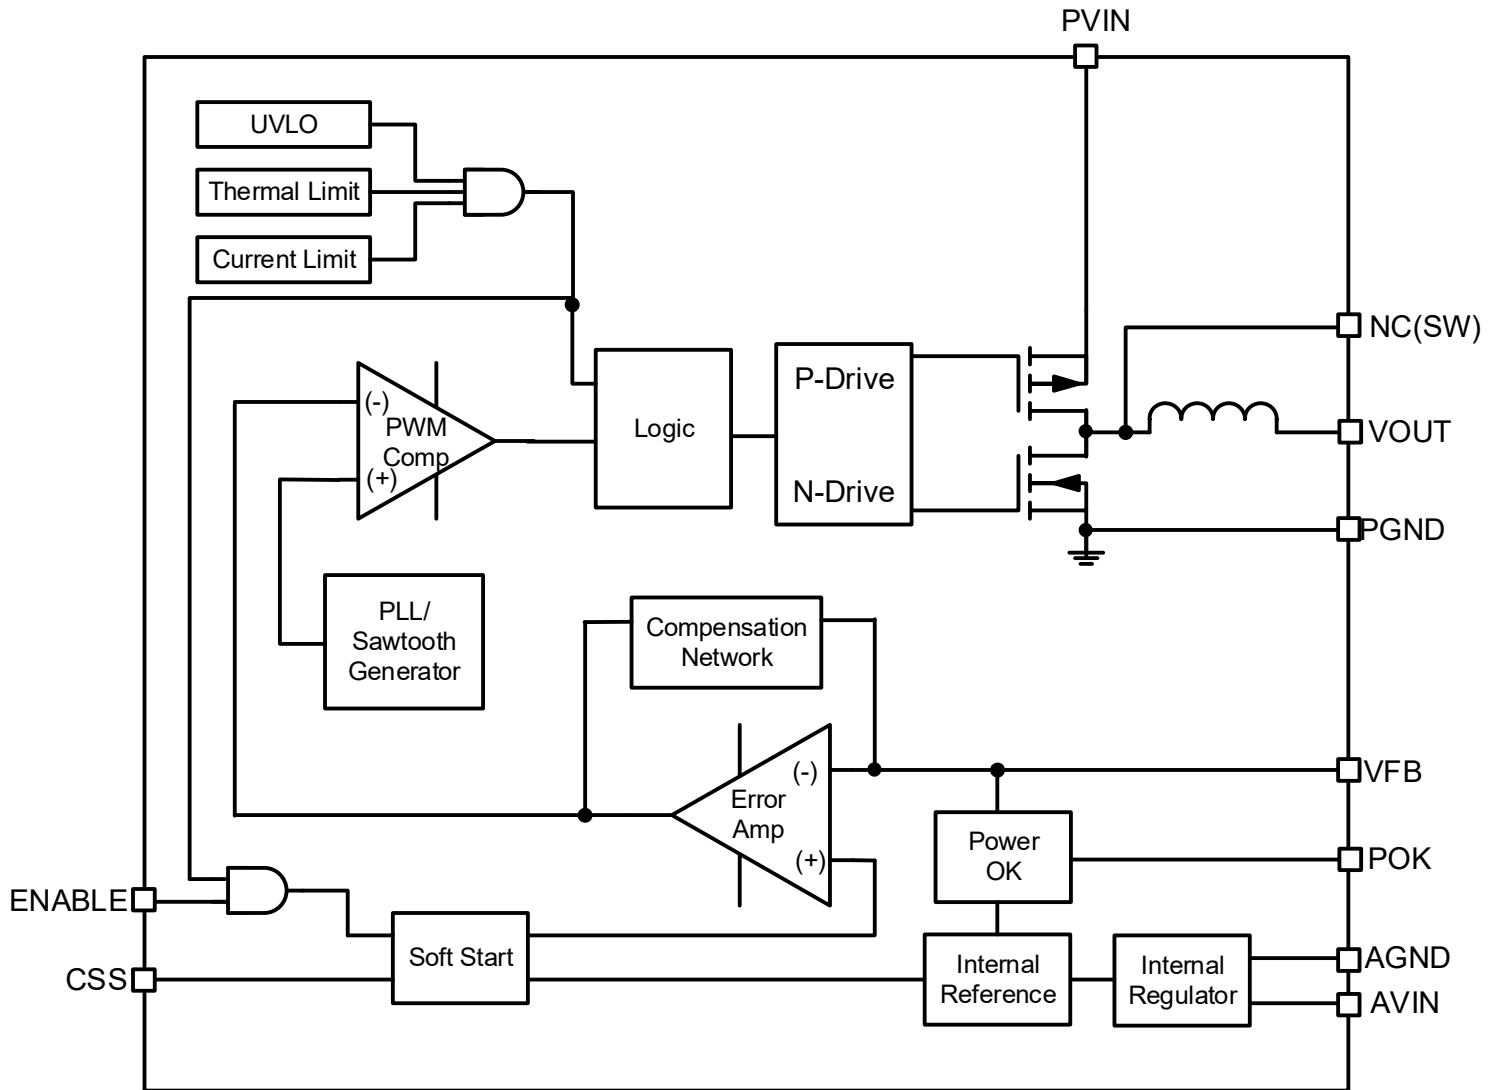 PVIN
UVLO
Thermal Limit
Current Limit
NC(SW)
(-)
PWM
Comp
(+)
Logic
P-Drive
N-Drive
VOUT
PGND
PLL/
Sawtooth
Generator
Compensation
Network
(-)
Error
Amp
(+)
VFB
Power
OK
POK
ENABLE
CSS
Soft Start
Internal
Reference
Internal
Regulator
AGND
AVIN